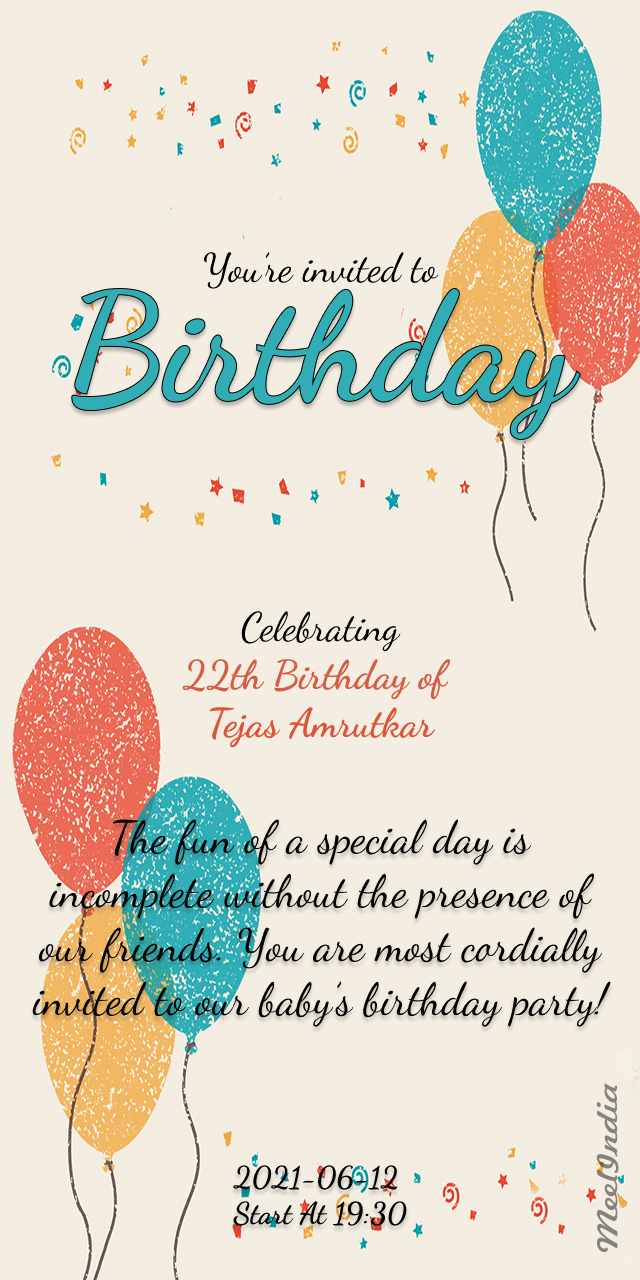 You're invited to
Birthday
Celebrating
22th Birthday of
Tejas Amrutkar
The fun of a special day is
incomplete without the presence of
our friends. You are most cordially
invited to our baby's birthday party!
2021-06-12
Start At 19:30
MeetIndia